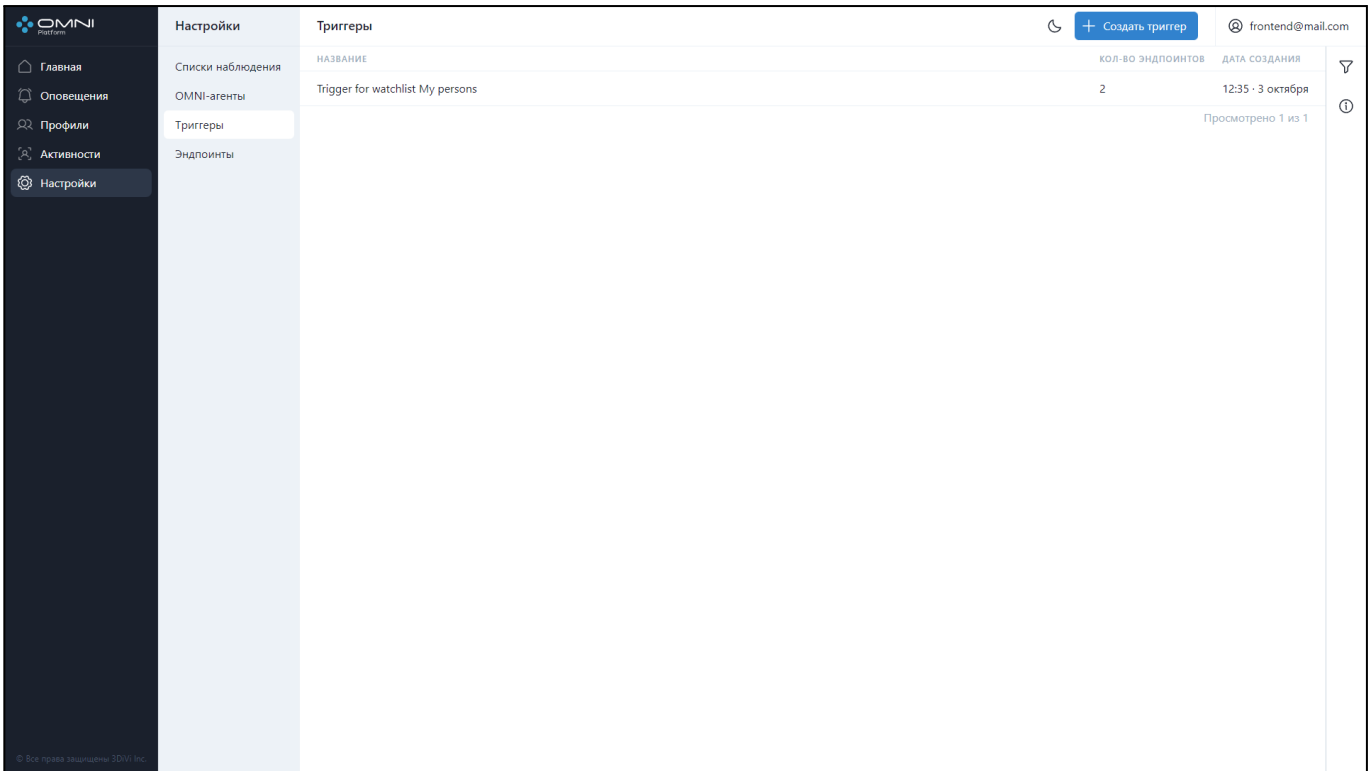 OMNI
Platform
Главная
Оповещения
Профили
Активности
Настройки
© Все права защищены 3DiVi Inc.
Настройки
Списки наблюдения
OMNI-агенты
Триггеры
Эндпоинты
Триггеры
Создать триггер
frontend@mail.com
НАЗВАНИЕ КОЛ-ВО ЭНДПОИНТОВ ДАТА СОЗДАНИЯ
Trigger for watchlist My persons 2 12:35 · 3 октября
Просмотрено 1 из 1